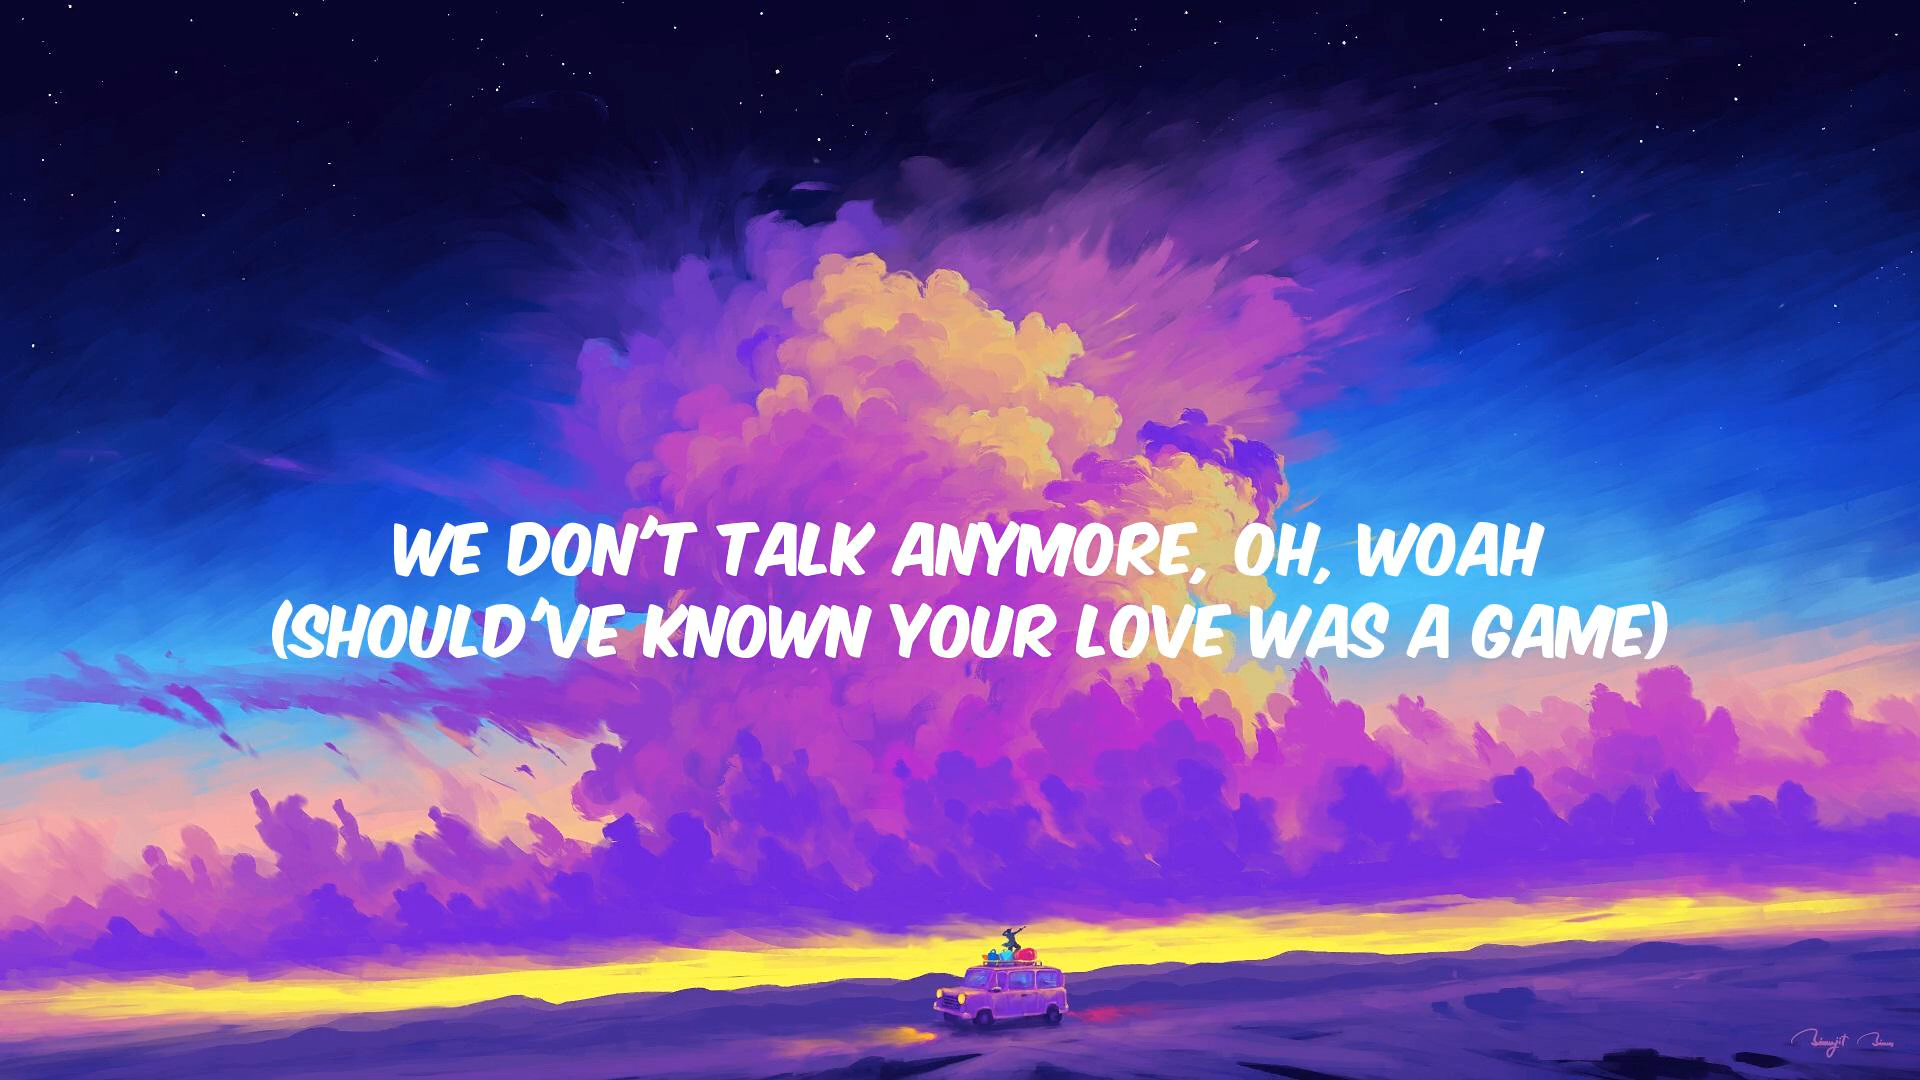 WE DON'T TALK ANYMORE, OH, WOAH
(SHOULD'VE KNOWN YOUR LOVE WAS A GAME)